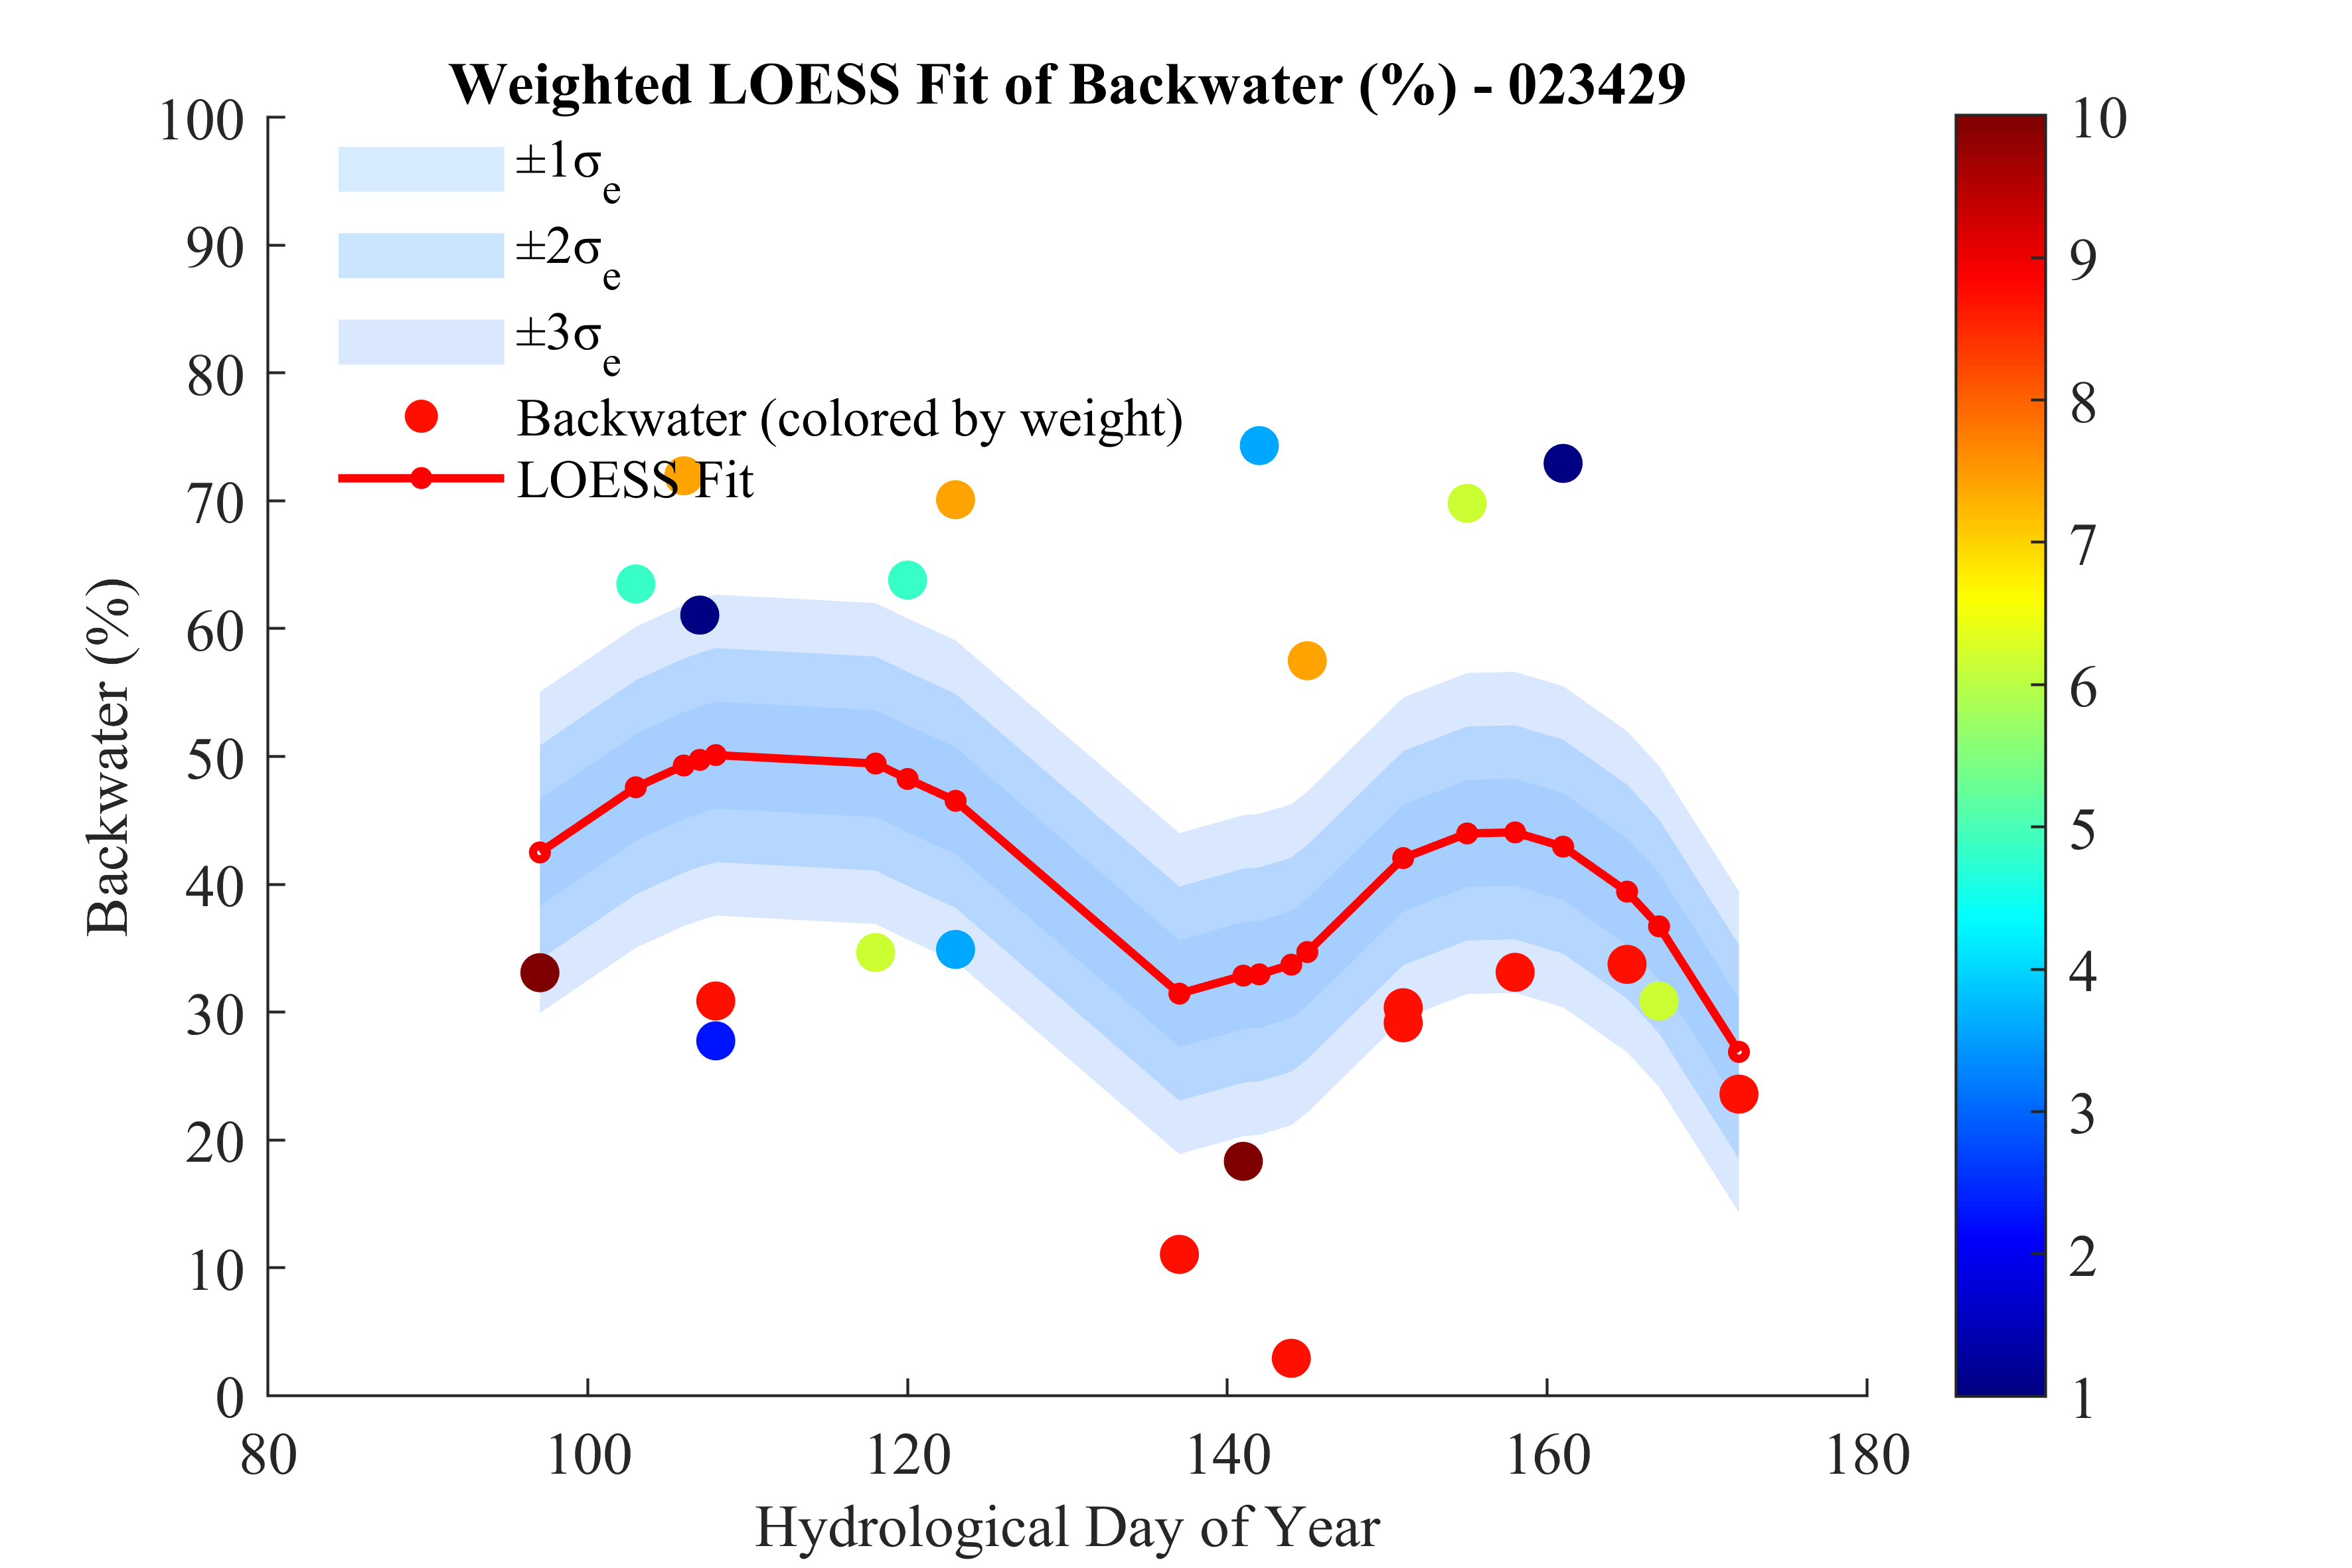 Weighted LOESS Fit of Backwater (%) - 023429
±1σe
±2σe
±3σe
Backwater (colored by weight)
LOESS Fit
Backwater (%)
100
90
80
70
60
50
40
30
20
10
0
80 100 120 140 160 180
Hydrological Day of Year
10
9
8
7
6
5
4
3
2
1